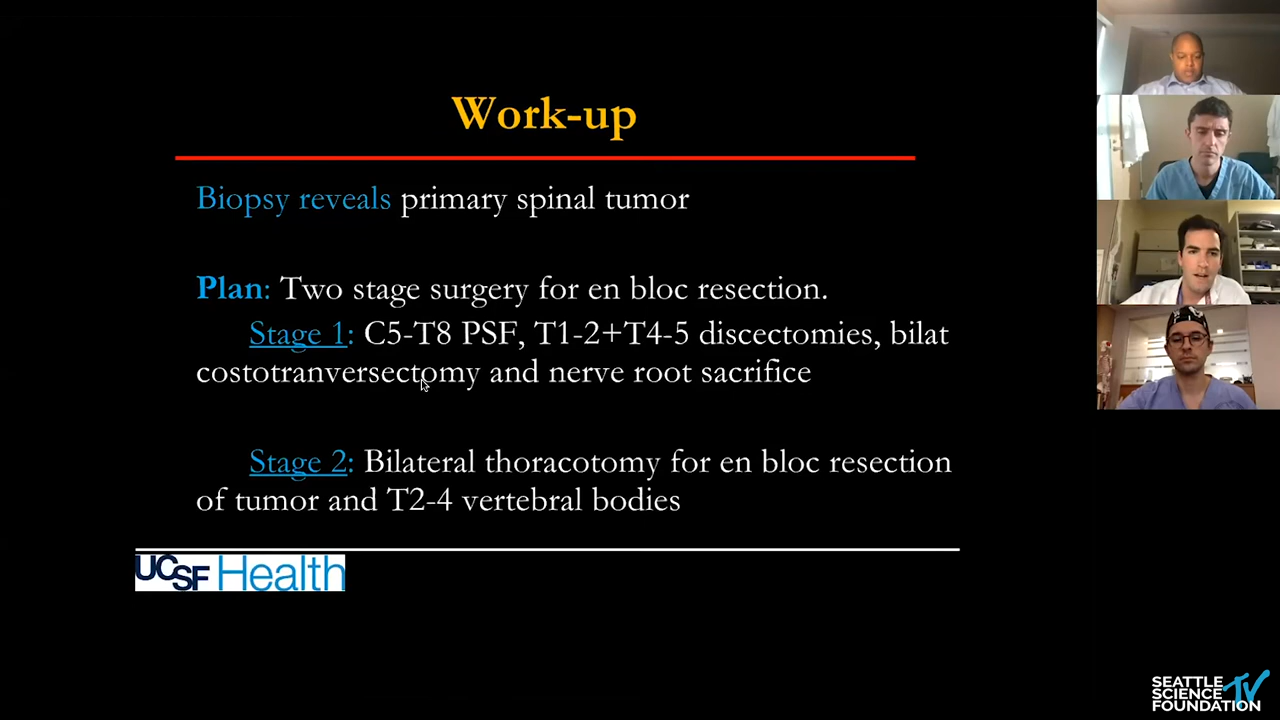 Work-up
Biopsy reveals primary spinal tumor
Plan: Two stage surgery for en bloc resection.
Stage 1: C5-T8 PSF, T1-2+T4-5 discectomies, bilat
costotranversectomy and nerve root sacrifice
Stage 2: Bilateral thoracotomy for en bloc resection
of tumor and T2-4 vertebral bodies
UCSF Health
SEATTLE
SCIENCE
FOUNDATION
TV